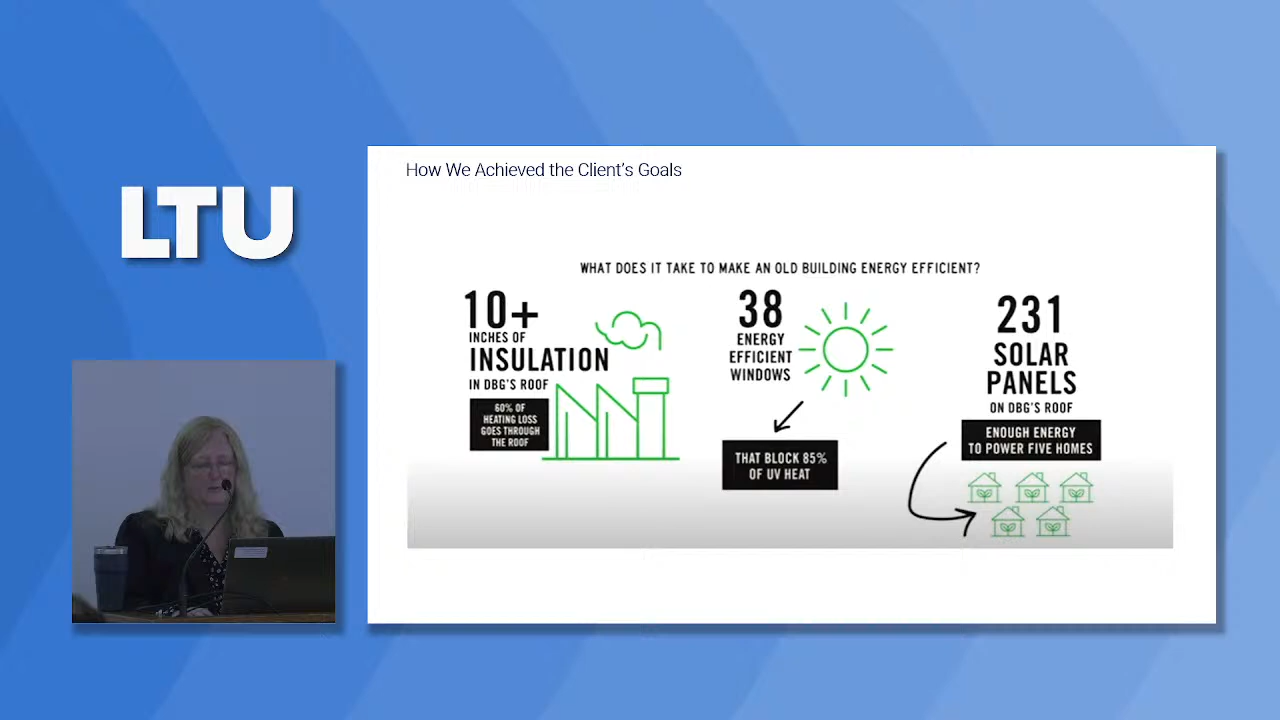 LTU
How We Achieved the Client's Goals
WHAT DOES IT TAKE TO MAKE AN OLD BUILDING ENERGY EFFICIENT?
10+
INCHES OF
INSULATION
IN DBG'S ROOF
60% OF
HEATING LOSS
GOES THROUGH
THE ROOF
38
ENERGY
EFFICIENT
WINDOWS
THAT BLOCK 85%
OF UV HEAT
231
SOLAR
PANELS
ON DBG'S ROOF
ENOUGH ENERGY
TO POWER FIVE HOMES